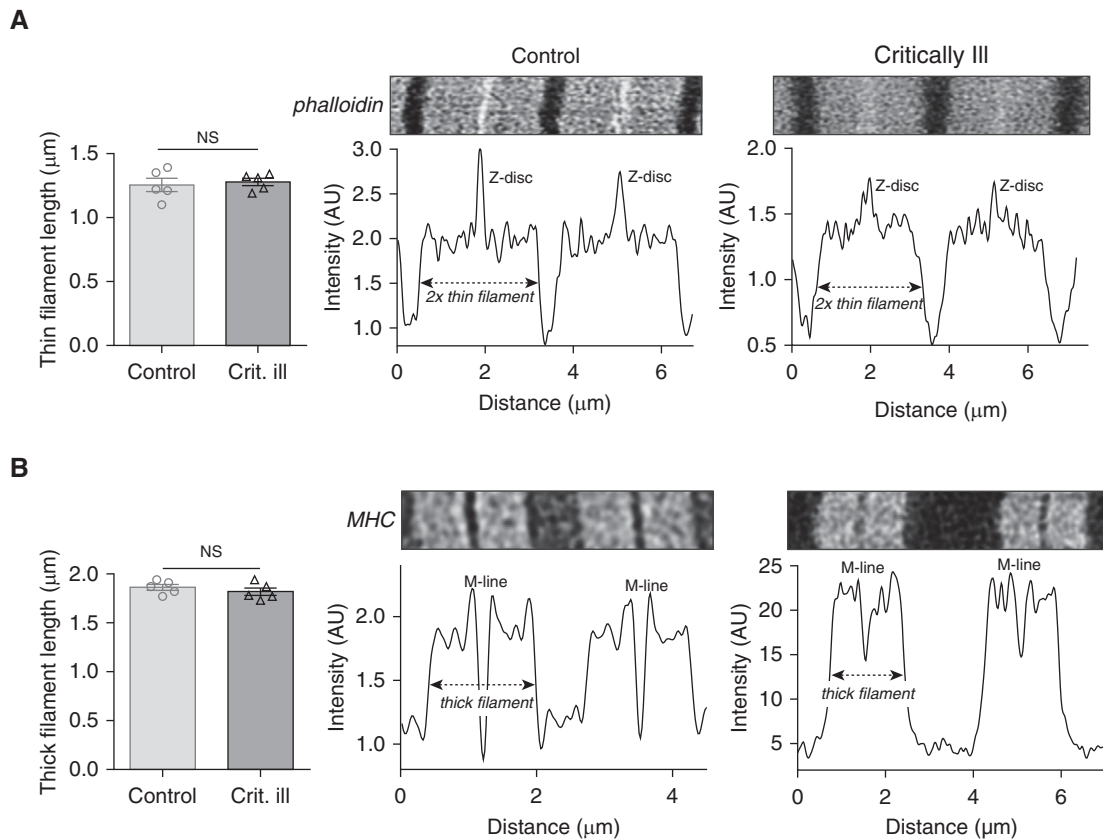 A
Control
Critically Ill
phalloidin
NS
Thin filament length (μm)
1.5
1.0
0.5
0.0
Control
Crit. ill
Intensity (AU)
3.0
2.5
2.0
1.5
1.0
Z-disc
Z-disc
2x thin filament
0
2
4
6
Distance (μm)
Intensity (AU)
2.0
1.5
1.0
0.5
Z-disc
Z-disc
2x thin filament
0
2
4
6
Distance (μm)
B
MHC
NS
Thick filament length (μm)
2.0
1.5
1.0
0.5
0.0
Control
Crit. ill
Intensity (AU)
2.0
1.5
1.0
M-line
M-line
thick filament
0
2
4
Distance (μm)
Intensity (AU)
25
20
15
10
5
M-line
M-line
thick filament
0
2
4
6
Distance (μm)